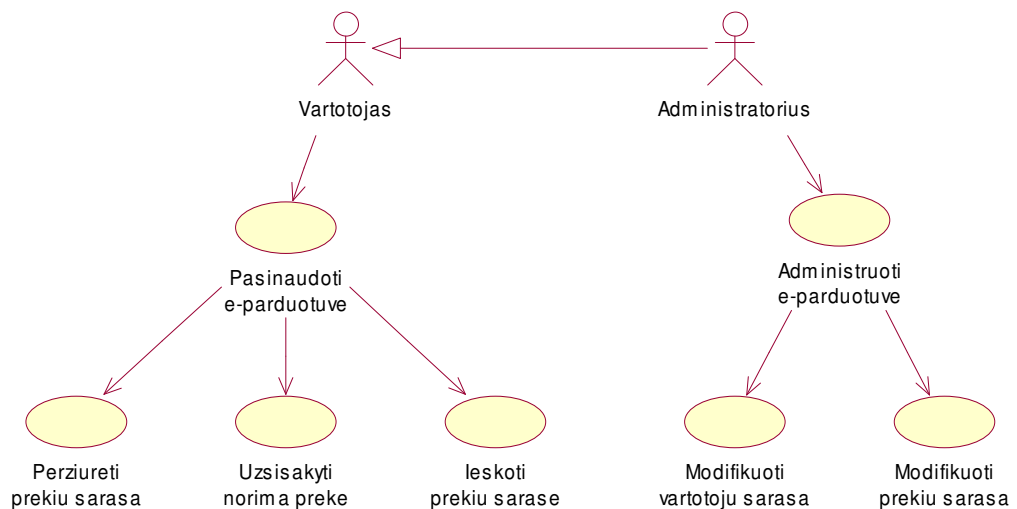 Vartotojas
Administratorius
Pasinaudoti
e-parduotuve
Administruoti
e-parduotuve
Perziureti
prekiu sarasa
Uzsisakyti
norima preke
Ieskoti
prekiu sarase
Modifikuoti
vartotoju sarasa
Modifikuoti
prekiu sarasa